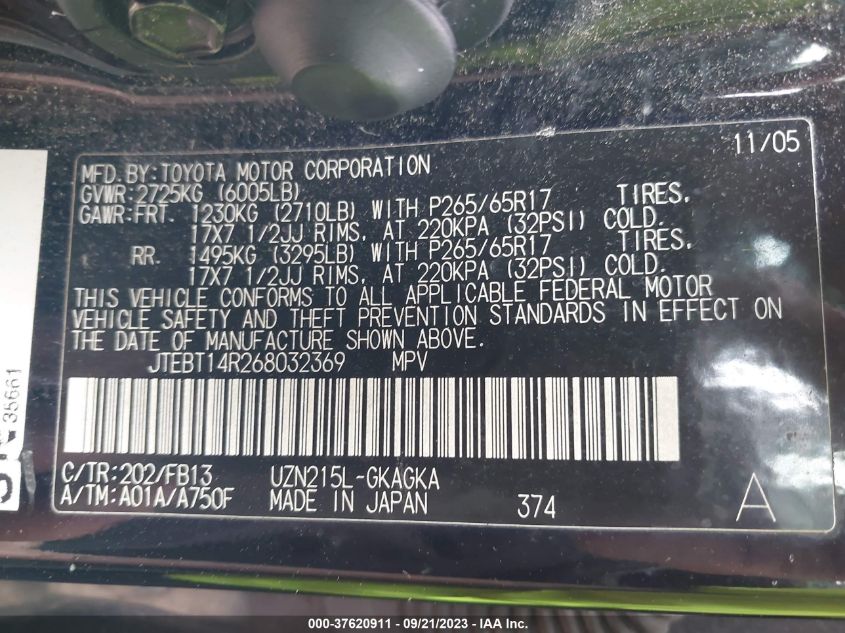 11/05
MFD.BY:TOYOTA MOTOR CORPORATION
GVWR:2725KG (6005LB)
GAWR:FRT. 1230KG (2710LB) WITH P265/65R17 TIRES,
17X7 1/2JJ RIMS, AT 220KPA (32PSI) COLD.
RR. 1495KG (3295LB) WITH P265/65R17 TIRES,
17X7 1/2JJ RIMS, AT 220KPA (32PSI) COLD.
THIS VEHICLE CONFORMS TO ALL APPLICABLE FEDERAL MOTOR
VEHICLE SAFETY AND THEFT PREVENTION STANDARDS IN EFFECT ON
THE DATE OF MANUFACTURE SHOWN ABOVE.
JTEBT14R268032369 MPV
C/TR:202/FB13 UZN215L-GKAGKA
A/TM:A01A/A750F MADE IN JAPAN 374 A
35661
000-37620911 - 09/21/2023 - IAA Inc.